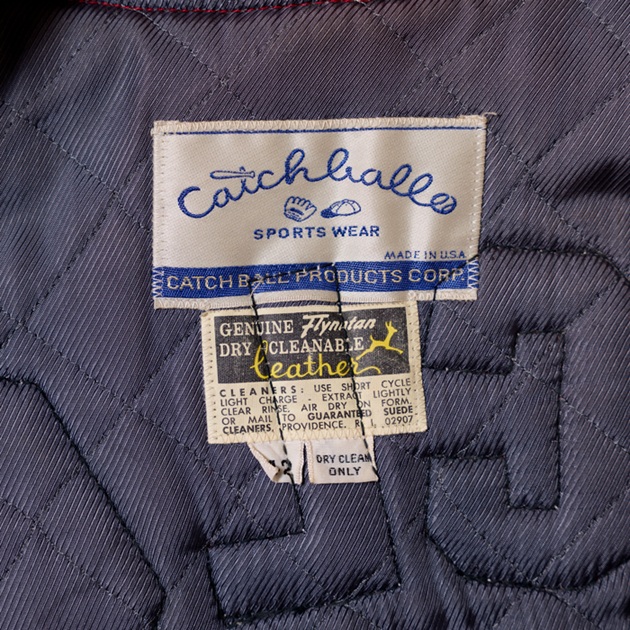 Catchball
SPORTS WEAR
MADE IN U.S.A.
CATCH BALL PRODUCTS CORP.
GENUINE Flynntan
DRY CLEANABLE
Leather
CLEANERS: USE SHORT CYCLE
LIGHT CHARGE - EXTRACT LIGHTLY
CLEAR RINSE, AIR DRY ON FORM
OR MAIL TO GUARANTEED SUEDE
CLEANERS, PROVIDENCE, R.I. 02907
DRY CLEAN
ONLY